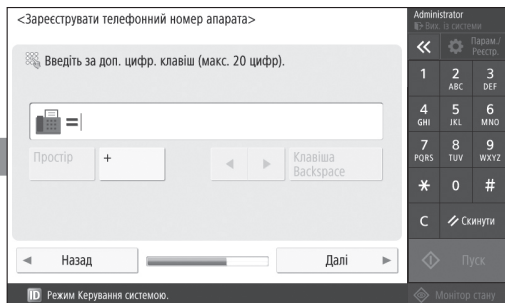 <Зареєструвати телефонний номер апарата>
Administrator
Вих. із системи
Парам./
Реєстр.
Введіть за доп. цифр. клавіш (макс. 20 цифр).
=
Простір
+
Клавіша
Backspace
1
2
ABC
3
DEF
4
GHI
5
JKL
6
MNO
7
PQRS
8
TUV
9
WXYZ
*
0
#
C
Скинути
Назад
Далі
Пуск
ID Режим Керування системою.
Монітор стану